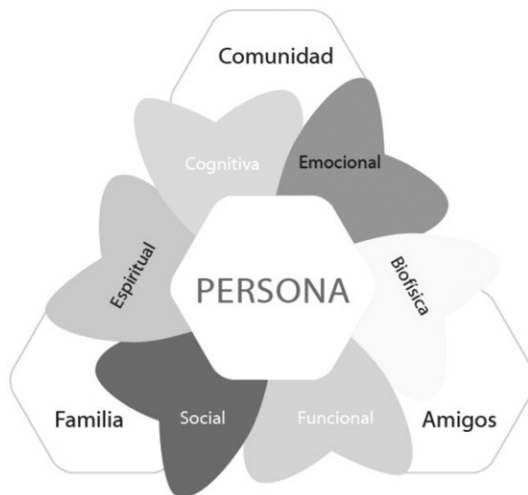 Comunidad
Cognitiva
Emocional
Espiritual
PERSONA
Biofísica
Familia
Social
Funcional
Amigos